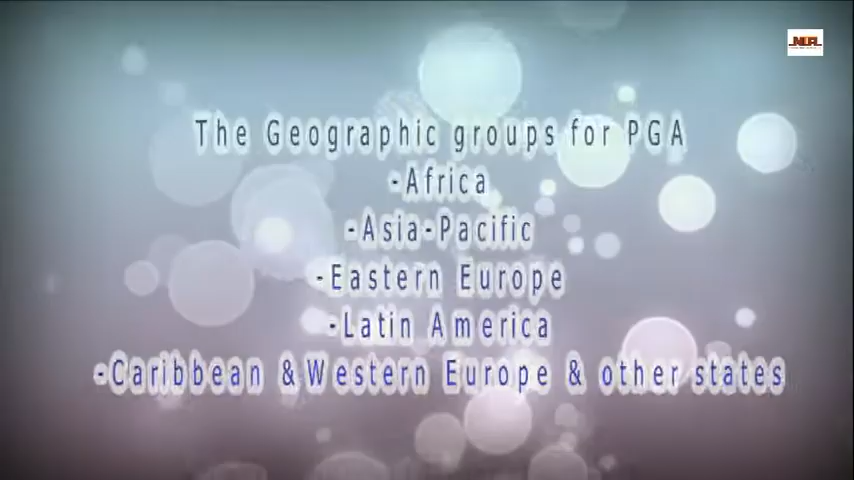 The Geographic groups for PGA
-Africa
-Asia-Pacific
-Eastern Europe
-Latin America
-Caribbean &Western Europe & other states